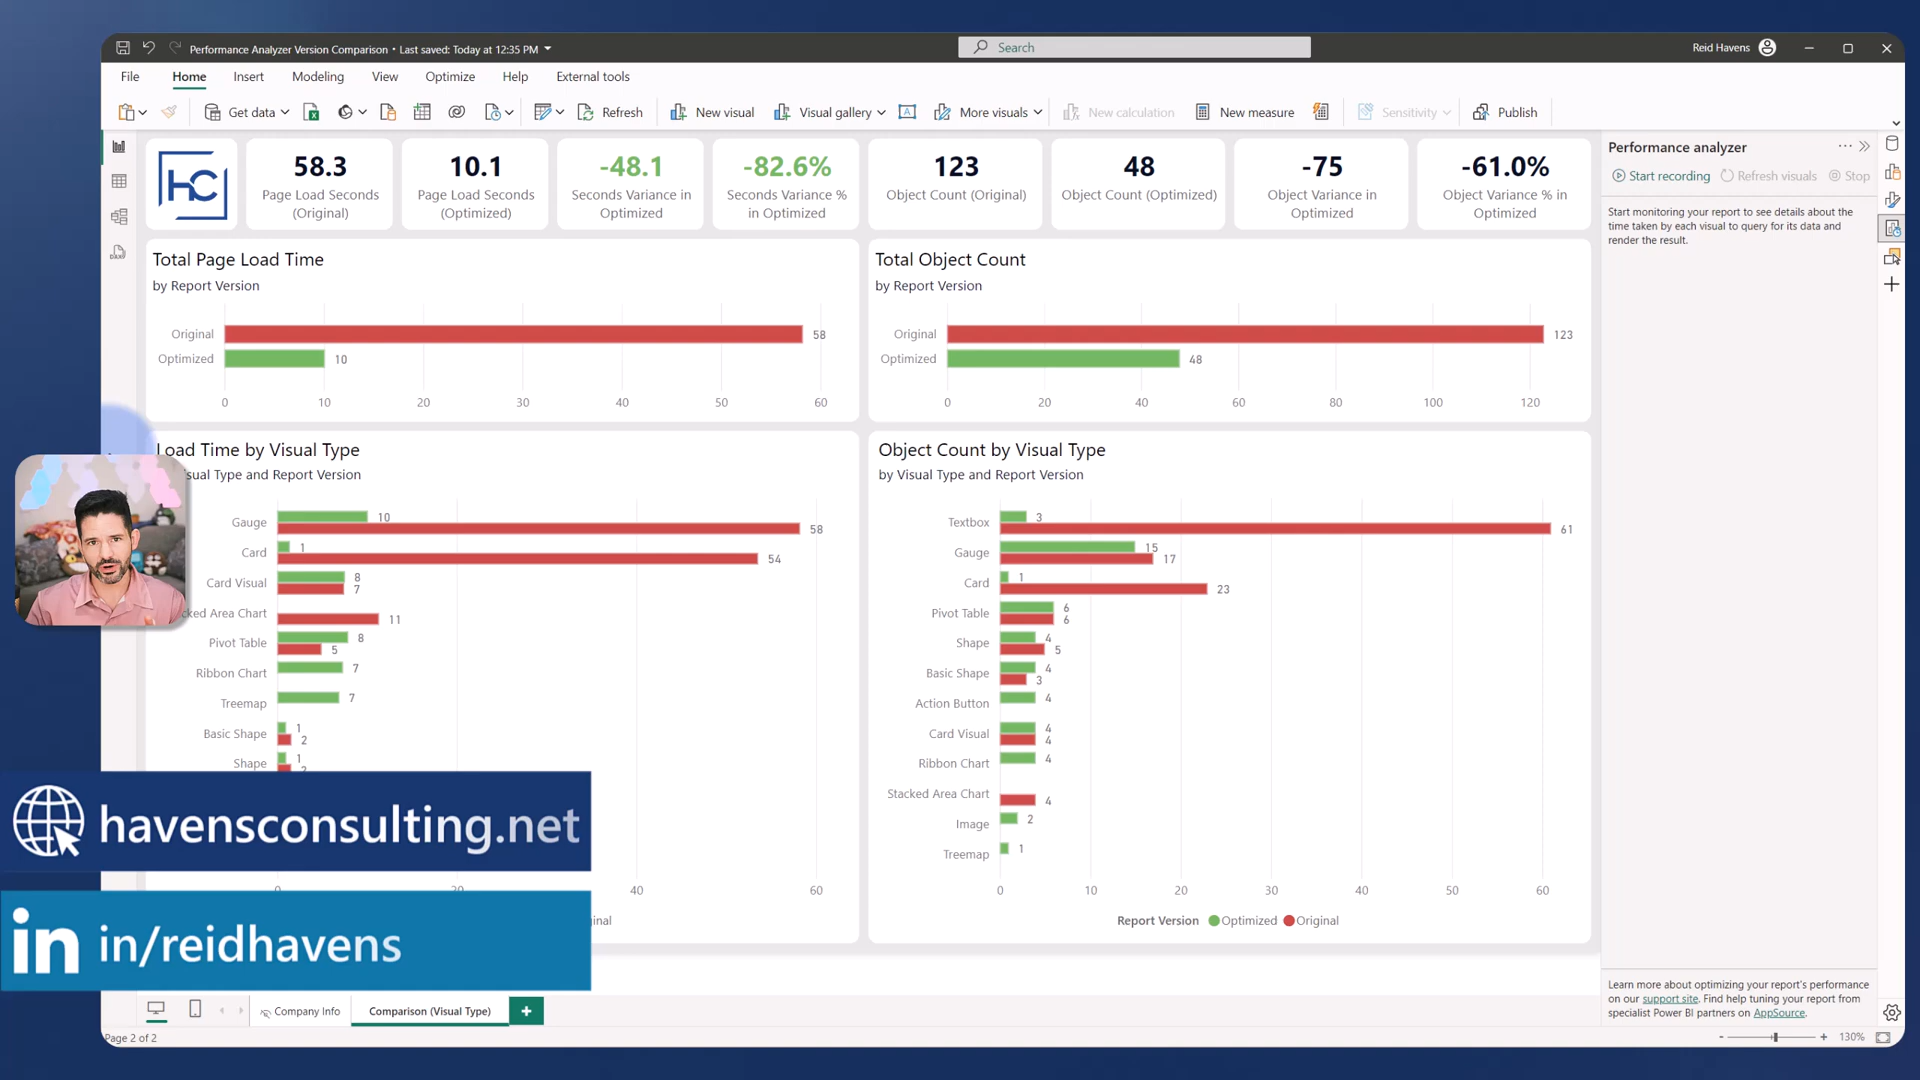 Performance Analyzer Version Comparison • Last saved: Today at 12:35 PM
Search
Reid Havens
File
Home
Insert
Modeling
View
Optimize
Help
External tools
Get data
Refresh
New visual
Visual gallery
More visuals
New calculation
New measure
Sensitivity
Publish
HC
58.3
Page Load Seconds
(Original)
10.1
Page Load Seconds
(Optimized)
-48.1
Seconds Variance in
Optimized
-82.6%
Seconds Variance %
in Optimized
123
Object Count (Original)
48
Object Count (Optimized)
-75
Object Variance in
Optimized
-61.0%
Object Variance % in
Optimized
Performance analyzer
Start recording
Refresh visuals
Stop
Start monitoring your report to see details about the
time taken by each visual to query for its data and
render the result.
Total Page Load Time
by Report Version
Original
58
Optimized
10
0 10 20 30 40 50 60
Total Object Count
by Report Version
Original
123
Optimized
48
0 20 40 60 80 100 120
Load Time by Visual Type
sual Type and Report Version
Gauge
10
58
Card
1
54
Card Visual
8
7
cked Area Chart
11
Pivot Table
8
5
Ribbon Chart
7
Treemap
7
Basic Shape
1
2
Shape
1
40 60
inal
Object Count by Visual Type
by Visual Type and Report Version
Textbox
3
61
Gauge
15
17
Card
1
23
Pivot Table
6
6
Shape
4
5
Basic Shape
4
3
Action Button
4
Card Visual
4
4
Ribbon Chart
4
Stacked Area Chart
4
Image
2
Treemap
1
0 10 20 30 40 50 60
Report Version Optimized Original
havensconsulting.net
in
in/reidhavens
Company Info
Comparison (Visual Type)
Page 2 of 2
Learn more about optimizing your report's performance
on our support site. Find help tuning your report from
specialist Power BI partners on AppSource.
130%